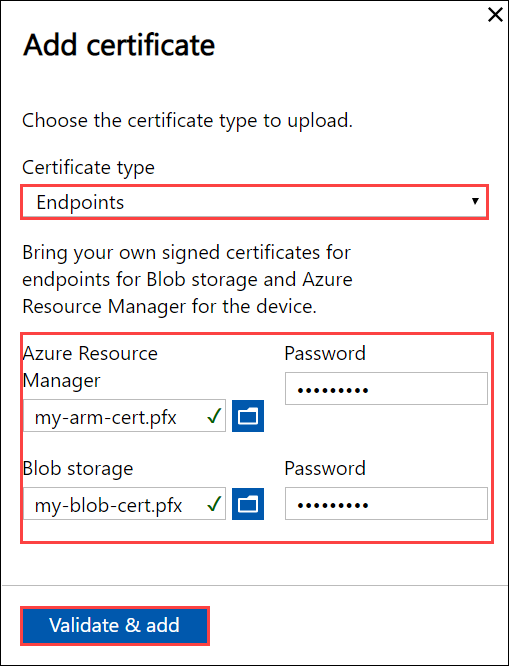 Add certificate
Choose the certificate type to upload.
Certificate type
Endpoints
Bring your own signed certificates for
endpoints for Blob storage and Azure
Resource Manager for the device.
Azure Resource
Manager
Password
my-arm-cert.pfx
•••••••••
Blob storage
Password
my-blob-cert.pfx
•••••••••
Validate & add